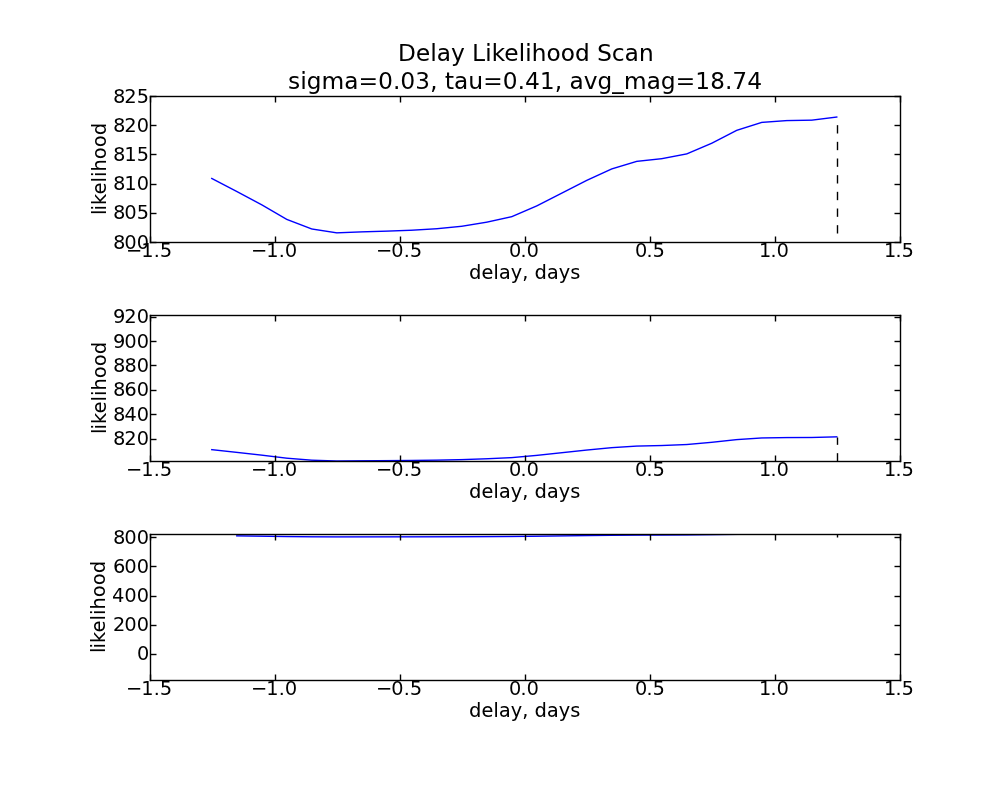 Delay Likelihood Scan
sigma=0.03, tau=0.41, avg_mag=18.74
825
820
815
810
805
800
likelihood
−1.5 −1.0 −0.5 0.0 0.5 1.0 1.5
delay, days
920
900
880
860
840
820
likelihood
−1.5 −1.0 −0.5 0.0 0.5 1.0 1.5
delay, days
800
600
400
200
0
likelihood
−1.5 −1.0 −0.5 0.0 0.5 1.0 1.5
delay, days